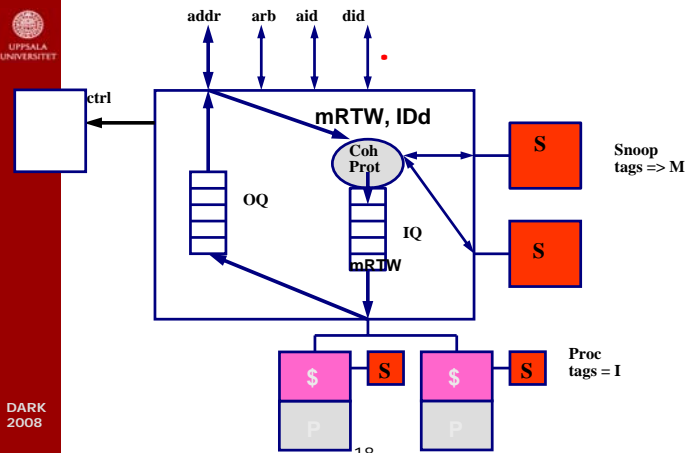 UPPSALA
UNIVERSITET
addr arb aid did
ctrl
mRTW, IDd
Coh
Prot
S
Snoop
tags => M
OQ
IQ
S
mRTW
$ S $ S
Proc
tags = I
P P
DARK
2008
18